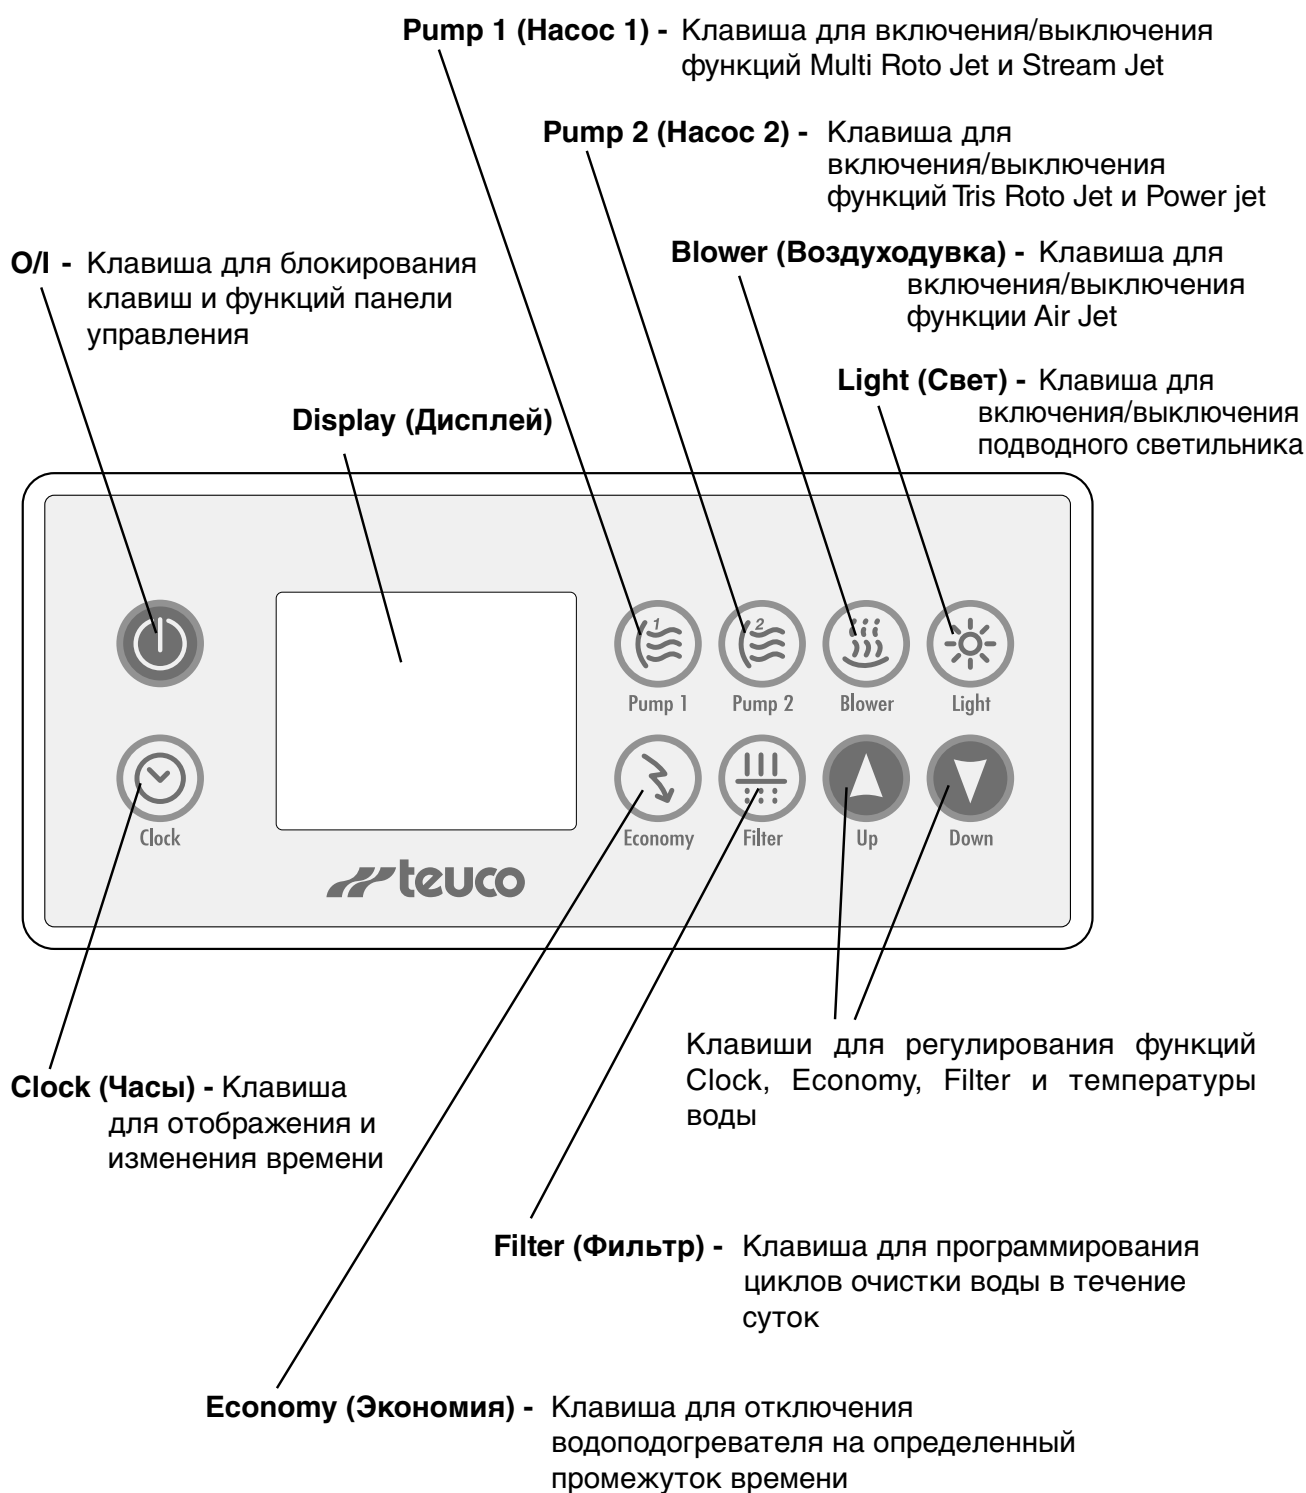 Pump 1 (Насос 1) - Клавиша для включения/выключения
функций Multi Roto Jet и Stream Jet
Pump 2 (Насос 2) - Клавиша для
включения/выключения
функций Tris Roto Jet и Power jet
Blower (Воздуходувка) - Клавиша для
включения/выключения
функции Air Jet
O/I - Клавиша для блокирования
клавиш и функций панели
управления
Light (Свет) - Клавиша для
включения/выключения
подводного светильника
Display (Дисплей)
1
2
Pump 1
Pump 2
Blower
Light
Clock
Economy
Filter
Up
Down
teuco
Клавиши для регулирования функций
Clock, Economy, Filter и температуры
воды
Clock (Часы) - Клавиша
для отображения и
изменения времени
Filter (Фильтр) - Клавиша для программирования
циклов очистки воды в течение
суток
Economy (Экономия) - Клавиша для отключения
водоподогревателя на определенный
промежуток времени